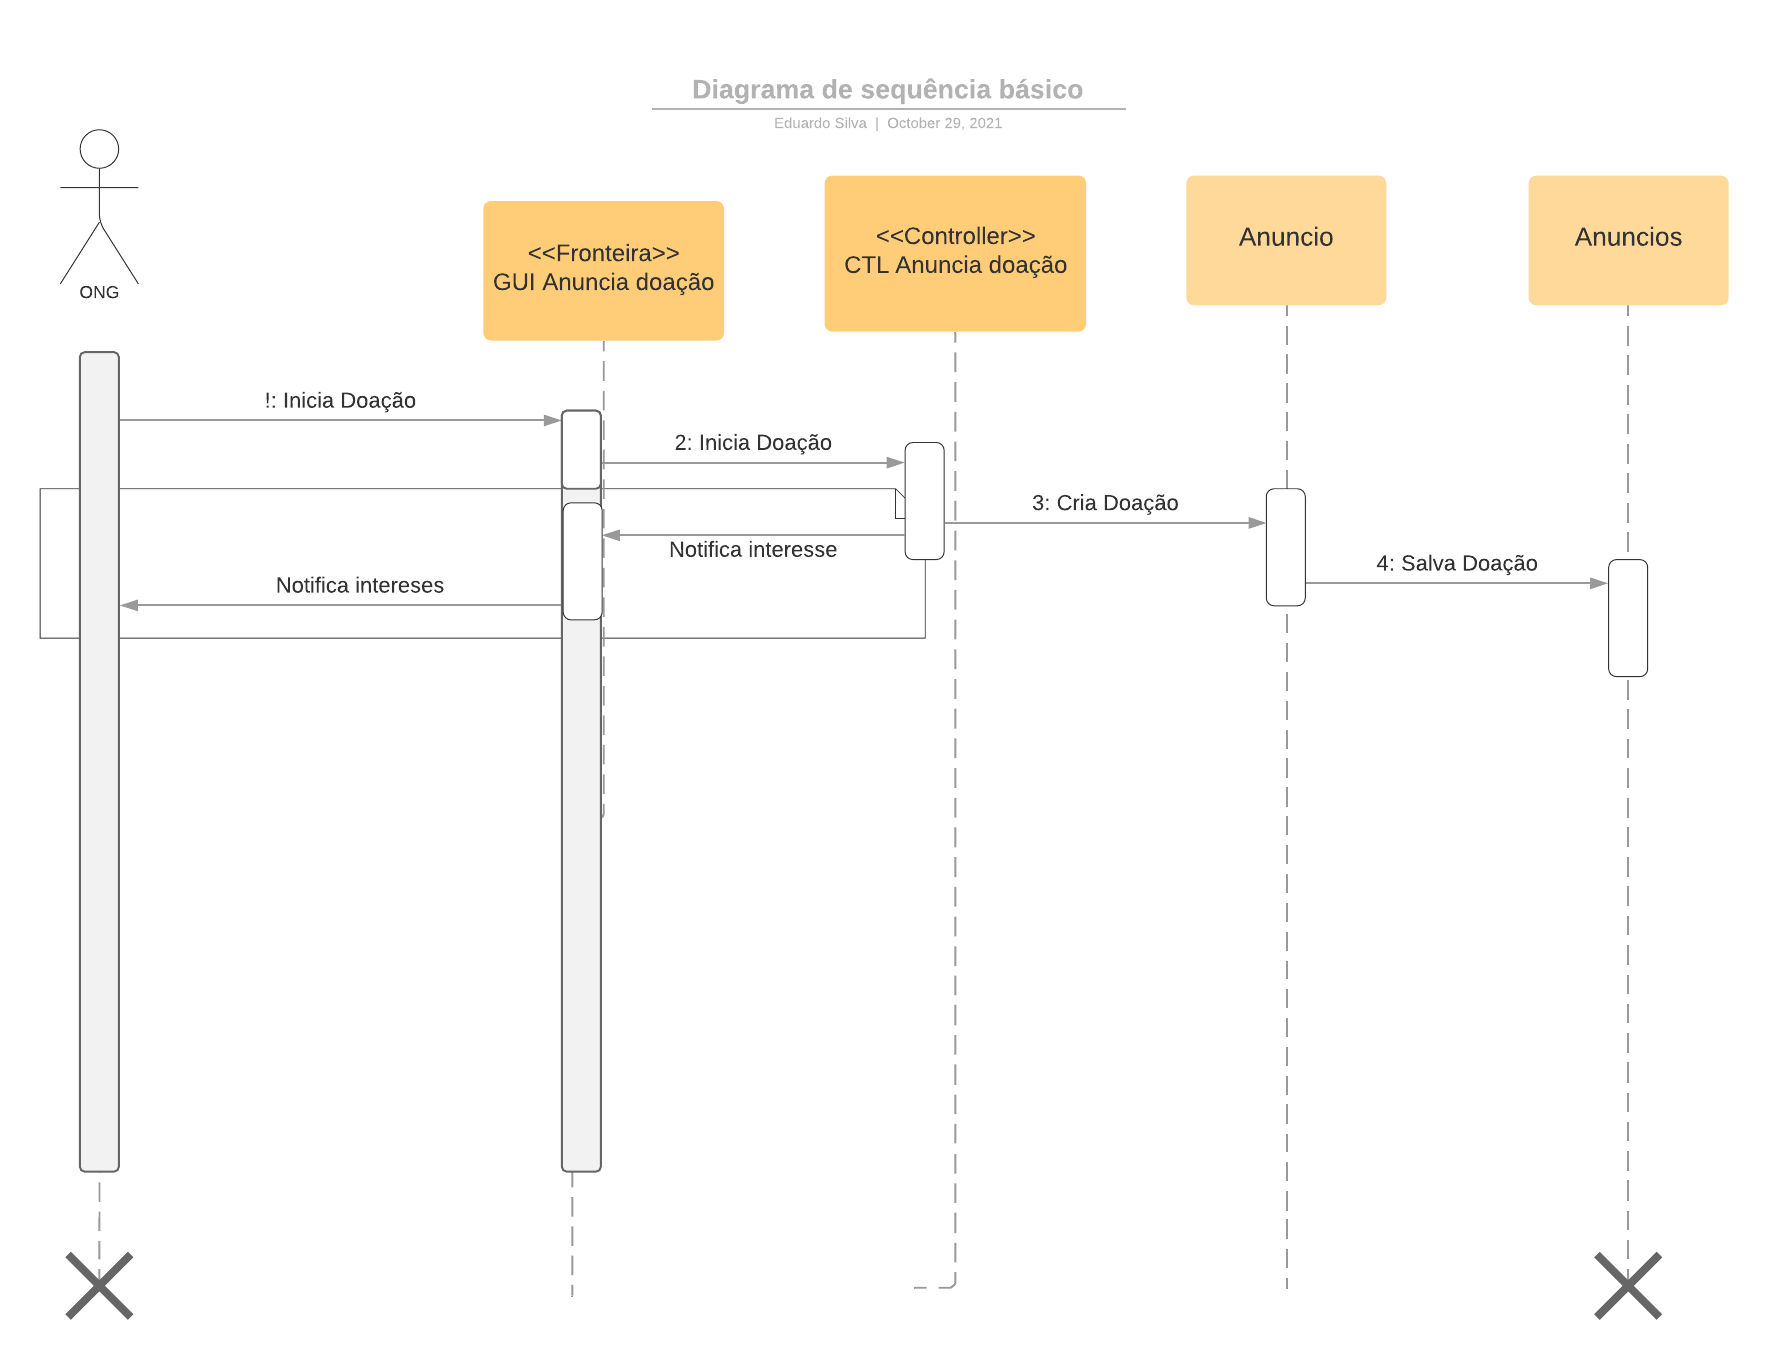 Diagrama de sequência básico
Eduardo Silva | October 29, 2021
ONG
<<Fronteira>>
GUI Anuncia doação
<<Controller>>
CTL Anuncia doação
Anuncio
Anuncios
!: Inicia Doação
2: Inicia Doação
3: Cria Doação
Notifica interesse
4: Salva Doação
Notifica intereses